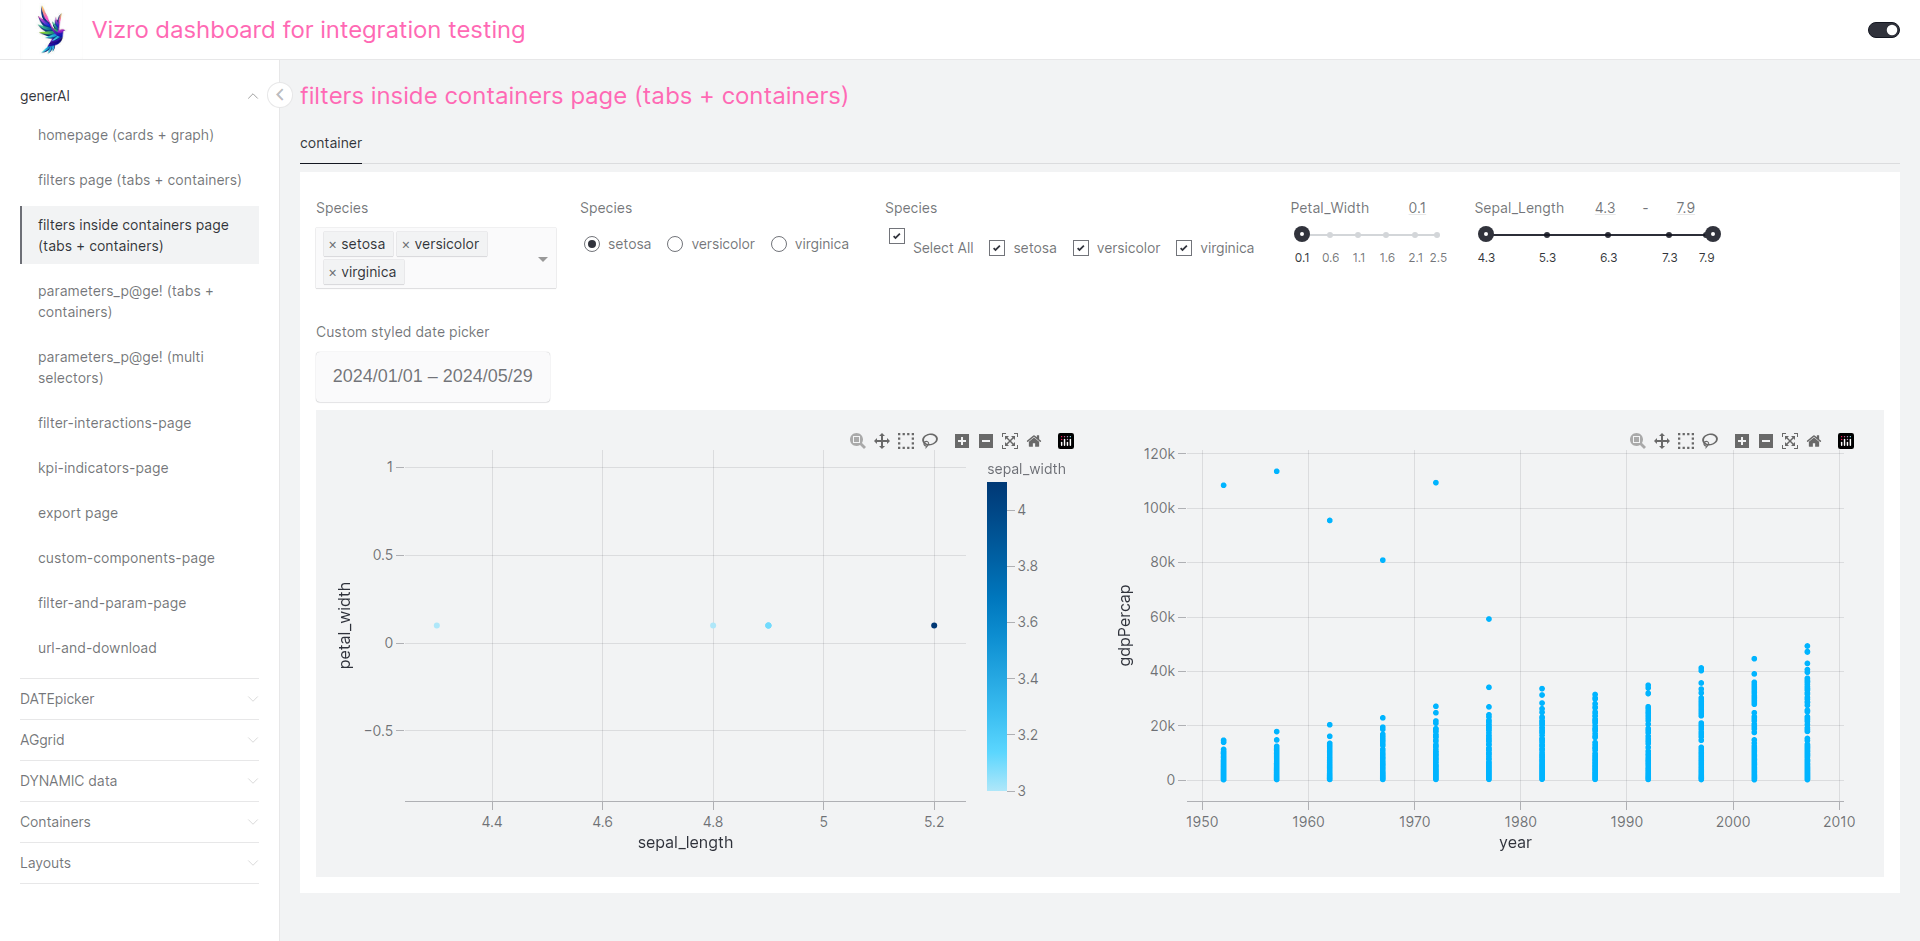 Vizro dashboard for integration testing
generAI
homepage (cards + graph)
filters page (tabs + containers)
filters inside containers page
(tabs + containers)
parameters_p@ge! (tabs +
containers)
parameters_p@ge! (multi
selectors)
filter-interactions-page
kpi-indicators-page
export page
custom-components-page
filter-and-param-page
url-and-download
DATEpicker
AGgrid
DYNAMIC data
Containers
Layouts
filters inside containers page (tabs + containers)
container
Species
× setosa × versicolor
× virginica
Species
setosa versicolor virginica
Species
Select All setosa versicolor virginica
Petal_Width 0.1
0.1 0.6 1.1 1.6 2.1 2.5
Sepal_Length 4.3 - 7.9
4.3 5.3 6.3 7.3 7.9
Custom styled date picker
2024/01/01 – 2024/05/29
1
0.5
0
−0.5
petal_width
4.4 4.6 4.8 5 5.2
sepal_length
sepal_width
4
3.8
3.6
3.4
3.2
3
120k
100k
80k
60k
40k
20k
0
gdpPercap
1950 1960 1970 1980 1990 2000 2010
year